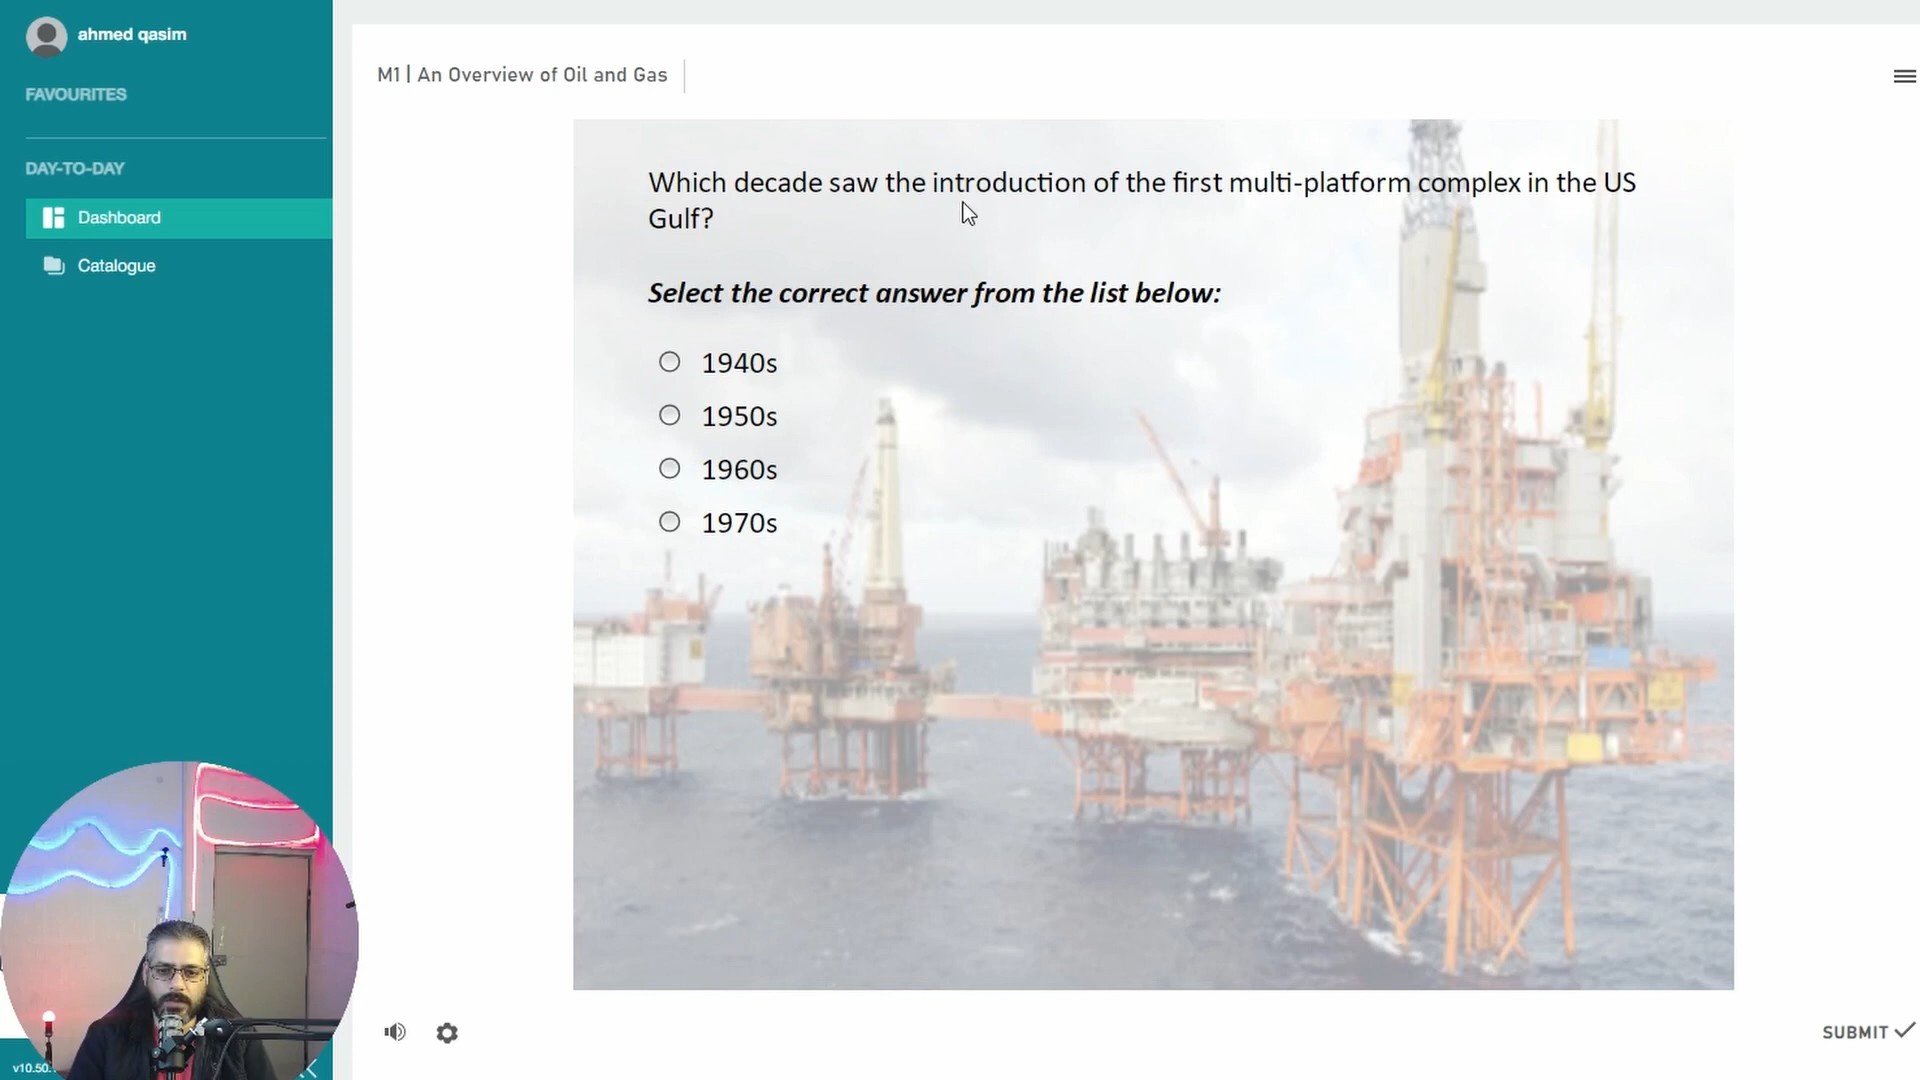 ahmed qasim
FAVOURITES
DAY-TO-DAY
Dashboard
Catalogue
M1 | An Overview of Oil and Gas
Which decade saw the introduction of the first multi-platform complex in the US
Gulf?
Select the correct answer from the list below:
1940s
1950s
1960s
1970s
SUBMIT
v10.50.